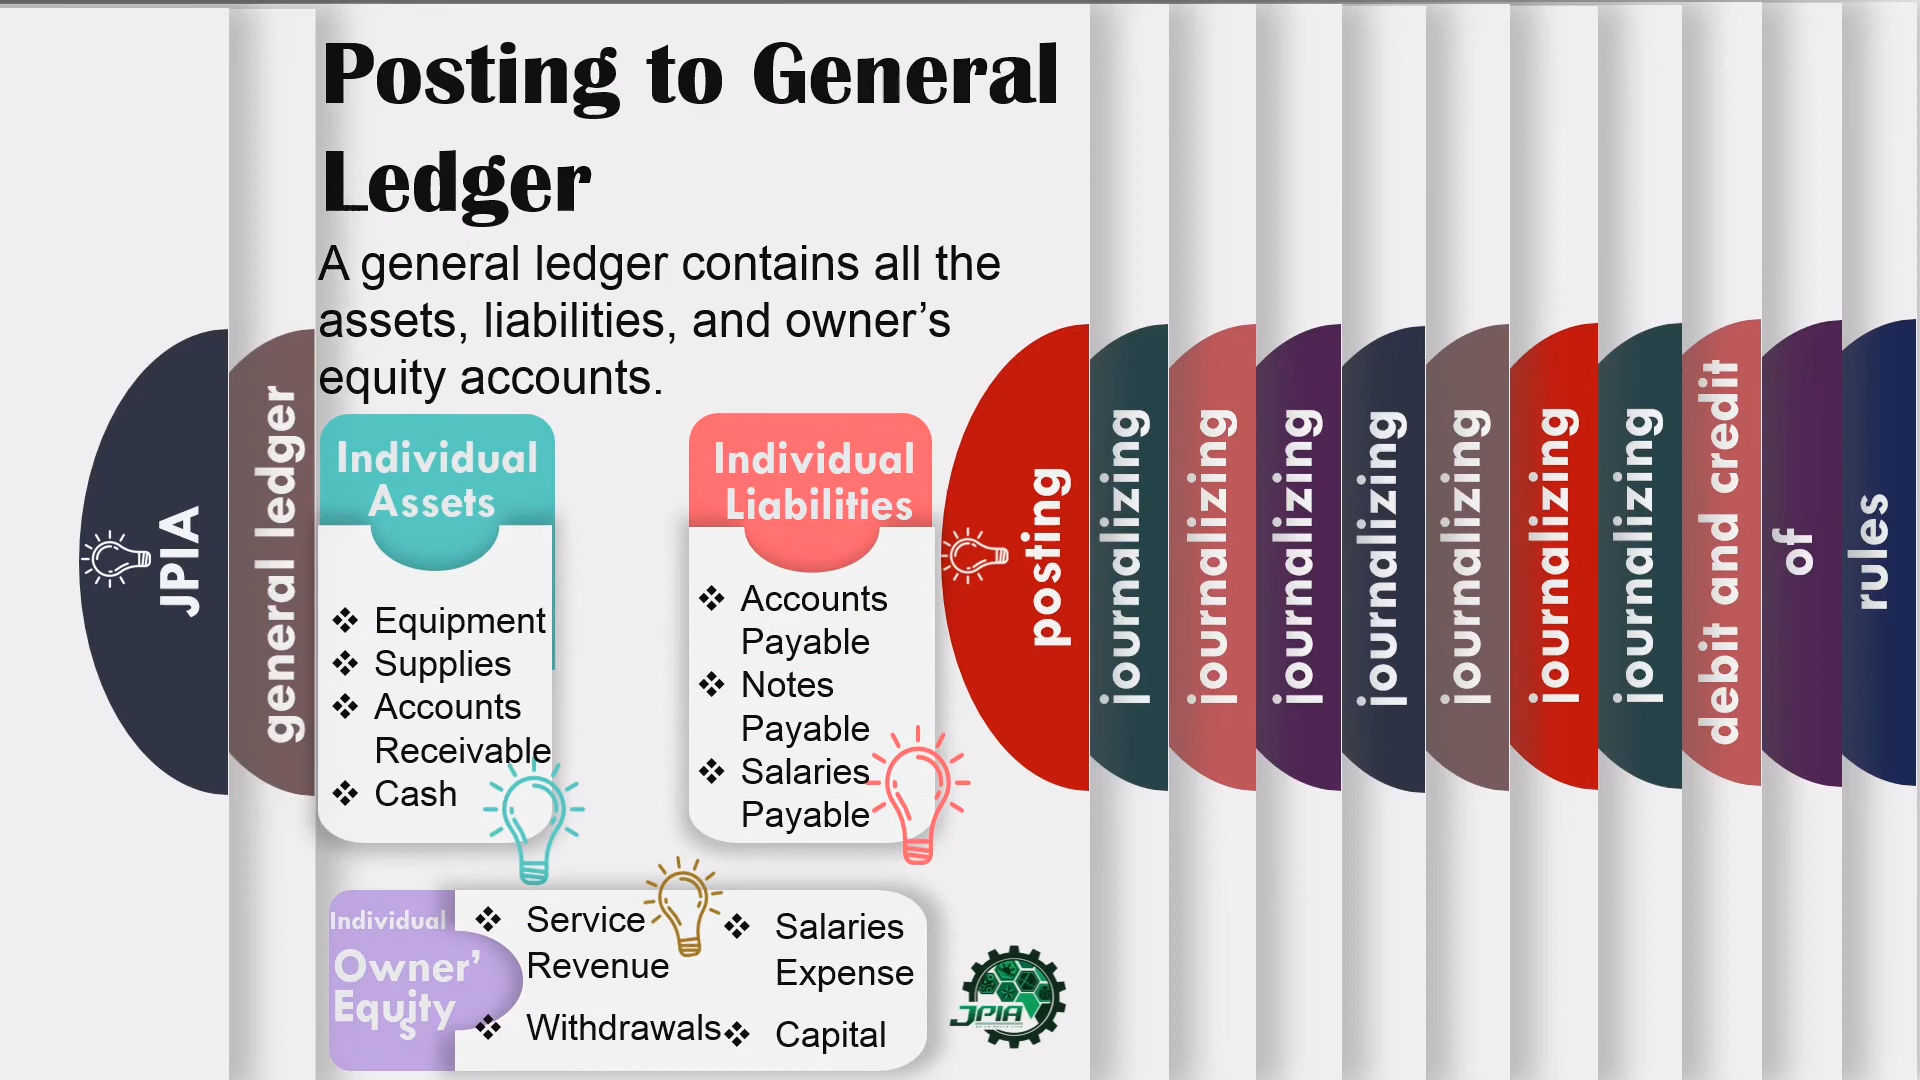 Posting to General
Ledger
A general ledger contains all the
assets, liabilities, and owner’s
equity accounts.
Individual
Assets
❖ Equipment
❖ Supplies
❖ Accounts
Receivable
❖ Cash
Individual
Liabilities
❖ Accounts
Payable
❖ Notes
Payable
❖ Salaries
Payable
Individual
Owner’
Equity
s
❖ Service
Revenue
❖ Withdrawals
❖ Salaries
Expense
❖ Capital
JPIA
JPIA
general ledger
posting
journalizing
journalizing
journalizing
journalizing
journalizing
journalizing
journalizing
debit and credit
of
rules